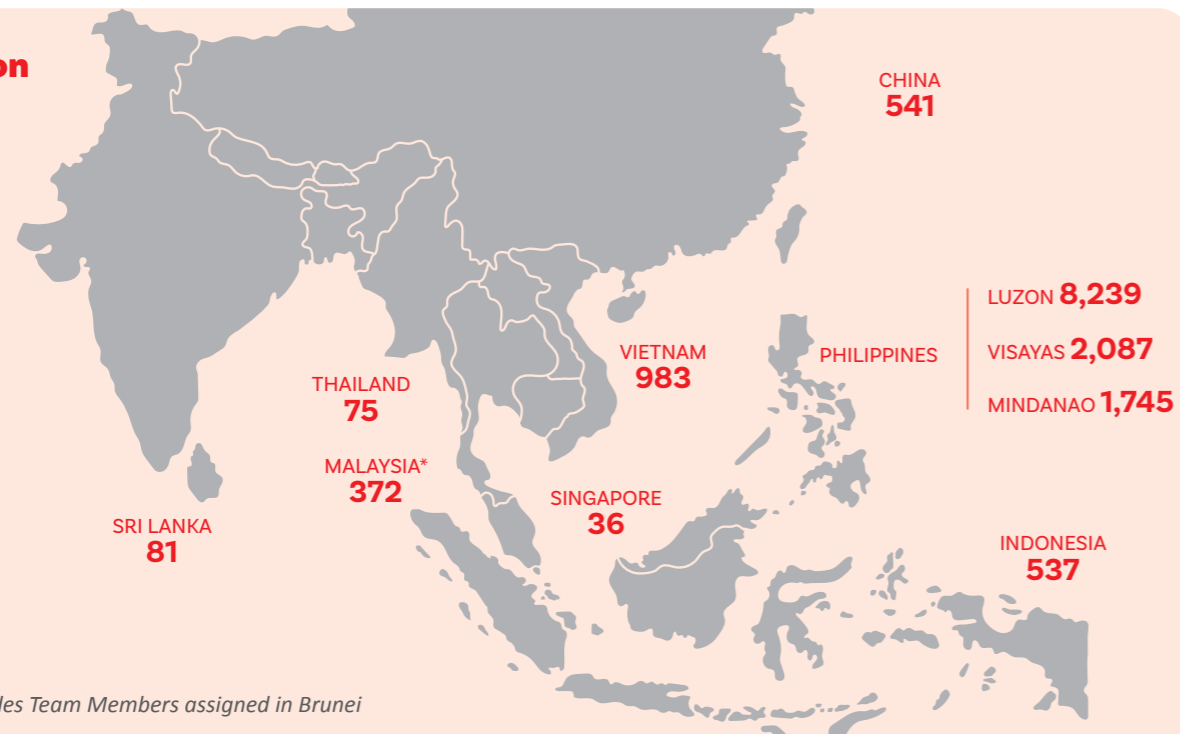 on
CHINA
541
LUZON 8,239
VISAYAS 2,087
MINDANAO 1,745
PHILIPPINES
VIETNAM
983
THAILAND
75
MALAYSIA*
372
SINGAPORE
36
SRI LANKA
81
INDONESIA
537
des Team Members assigned in Brunei